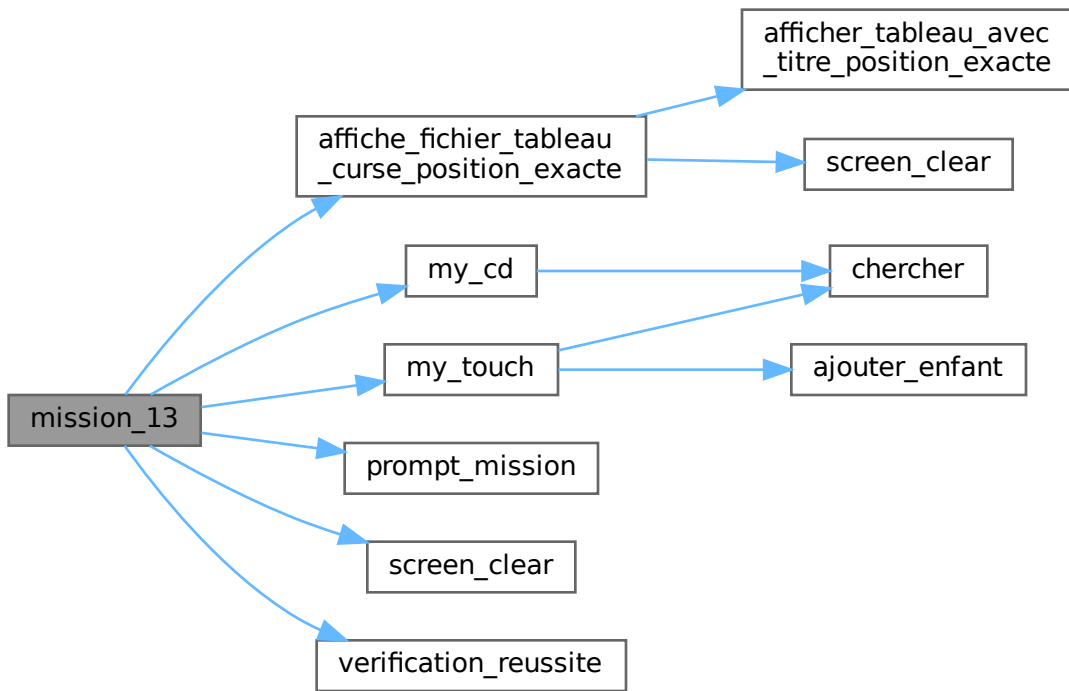 afficher_tableau_avec
_titre_position_exacte
affiche_fichier_tableau
_curse_position_exacte
screen_clear
my_cd
chercher
my_touch
ajouter_enfant
mission_13
prompt_mission
screen_clear
verification_reussite